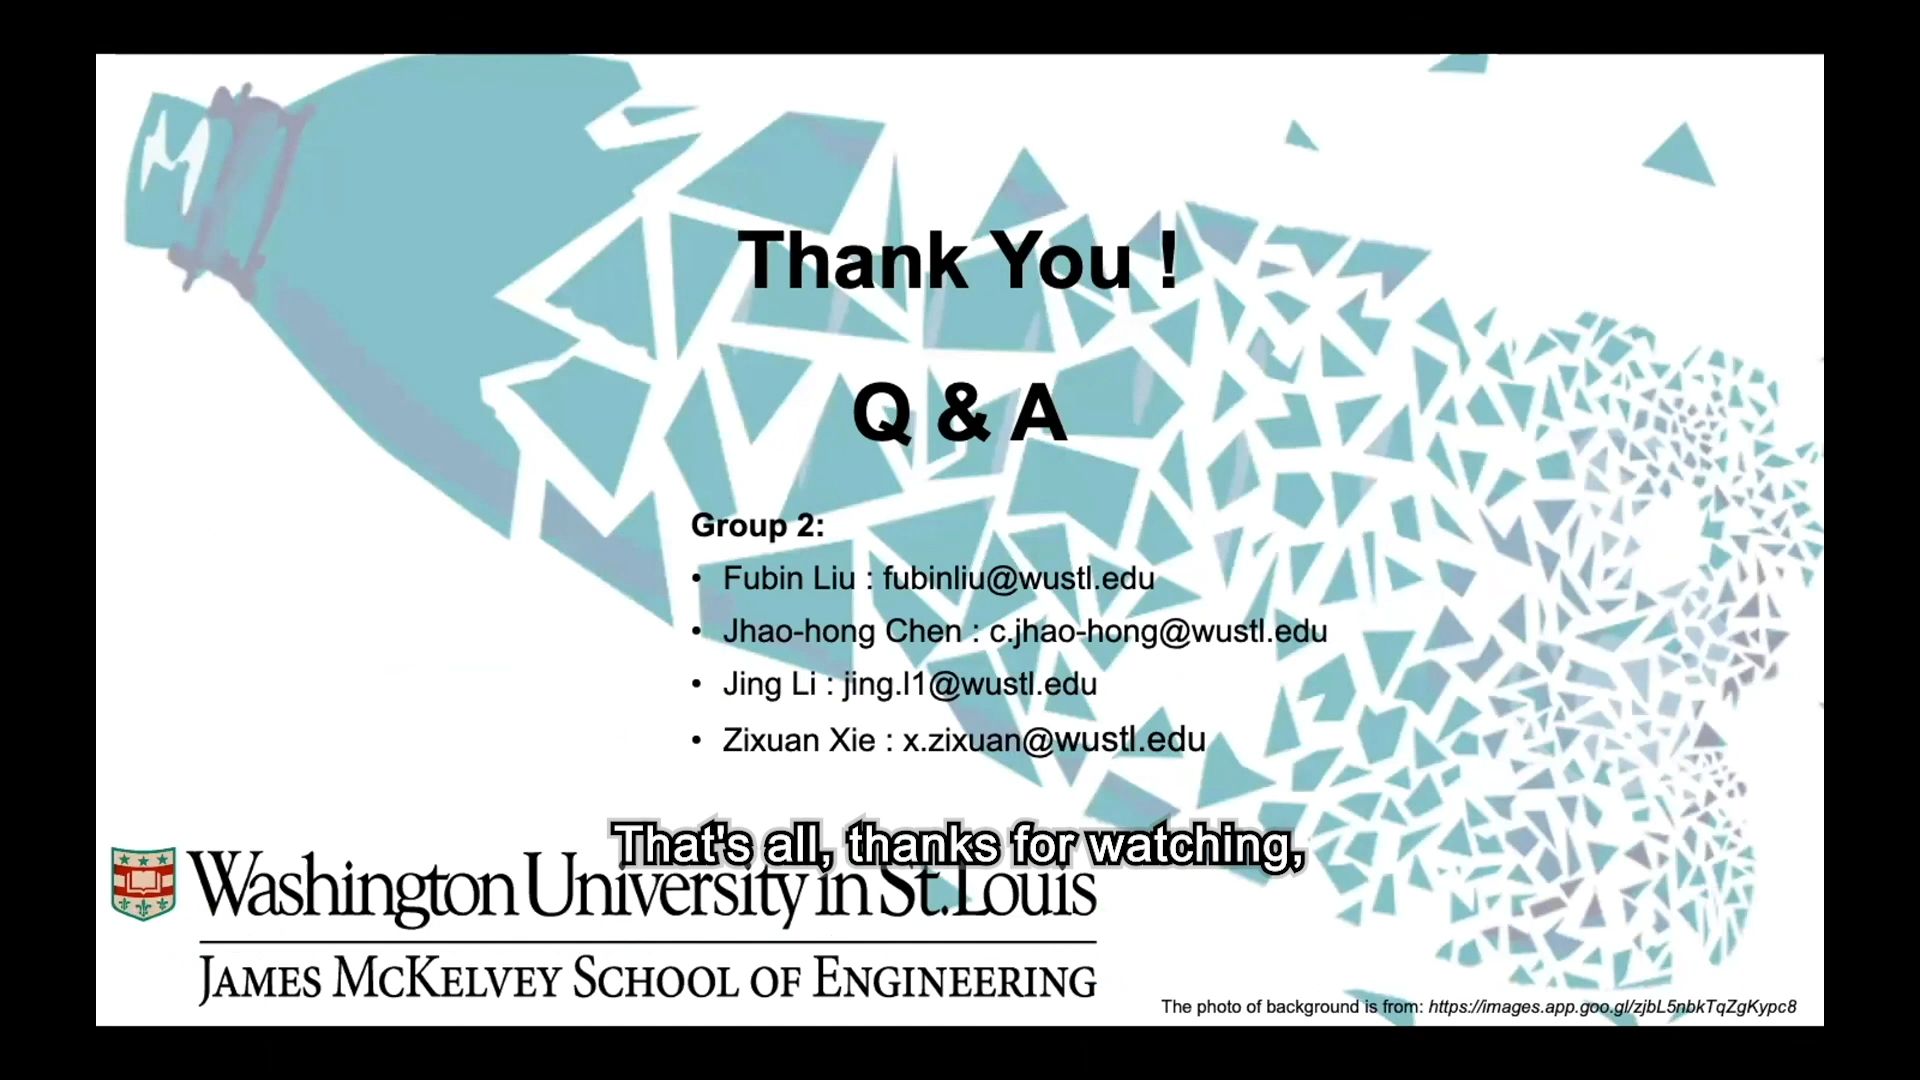 Thank You !
Q & A
Group 2:
• Fubin Liu : fubinliu@wustl.edu
• Jhao-hong Chen : c.jhao-hong@wustl.edu
• Jing Li : jing.l1@wustl.edu
• Zixuan Xie : x.zixuan@wustl.edu
That's all, thanks for watching,
Washington University in St. Louis
JAMES MCKELVEY SCHOOL OF ENGINEERING
The photo of background is from: https://images.app.goo.gl/zjbL5nbkTqZgKypc8